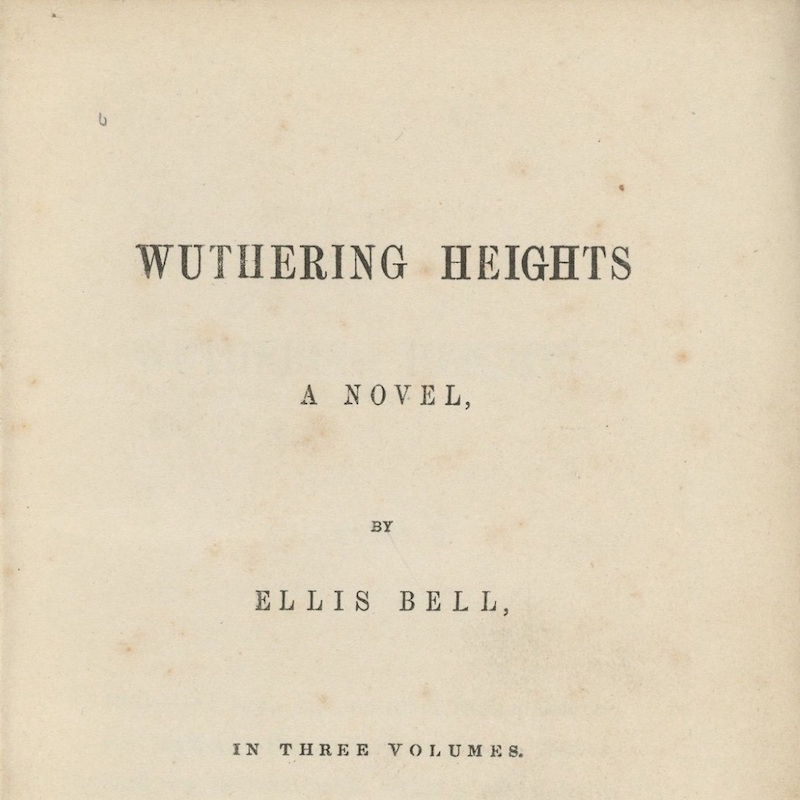 WUTHERING HEIGHTS
A NOVEL,
BY
ELLIS BELL,
IN THREE VOLUMES.